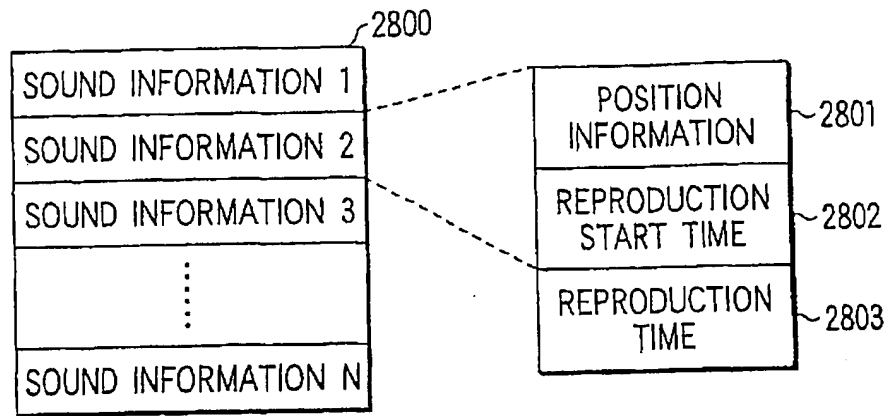 2800
SOUND INFORMATION 1
SOUND INFORMATION 2
SOUND INFORMATION 3
SOUND INFORMATION N
POSITION
INFORMATION
2801
REPRODUCTION
START TIME
2802
REPRODUCTION
TIME
2803